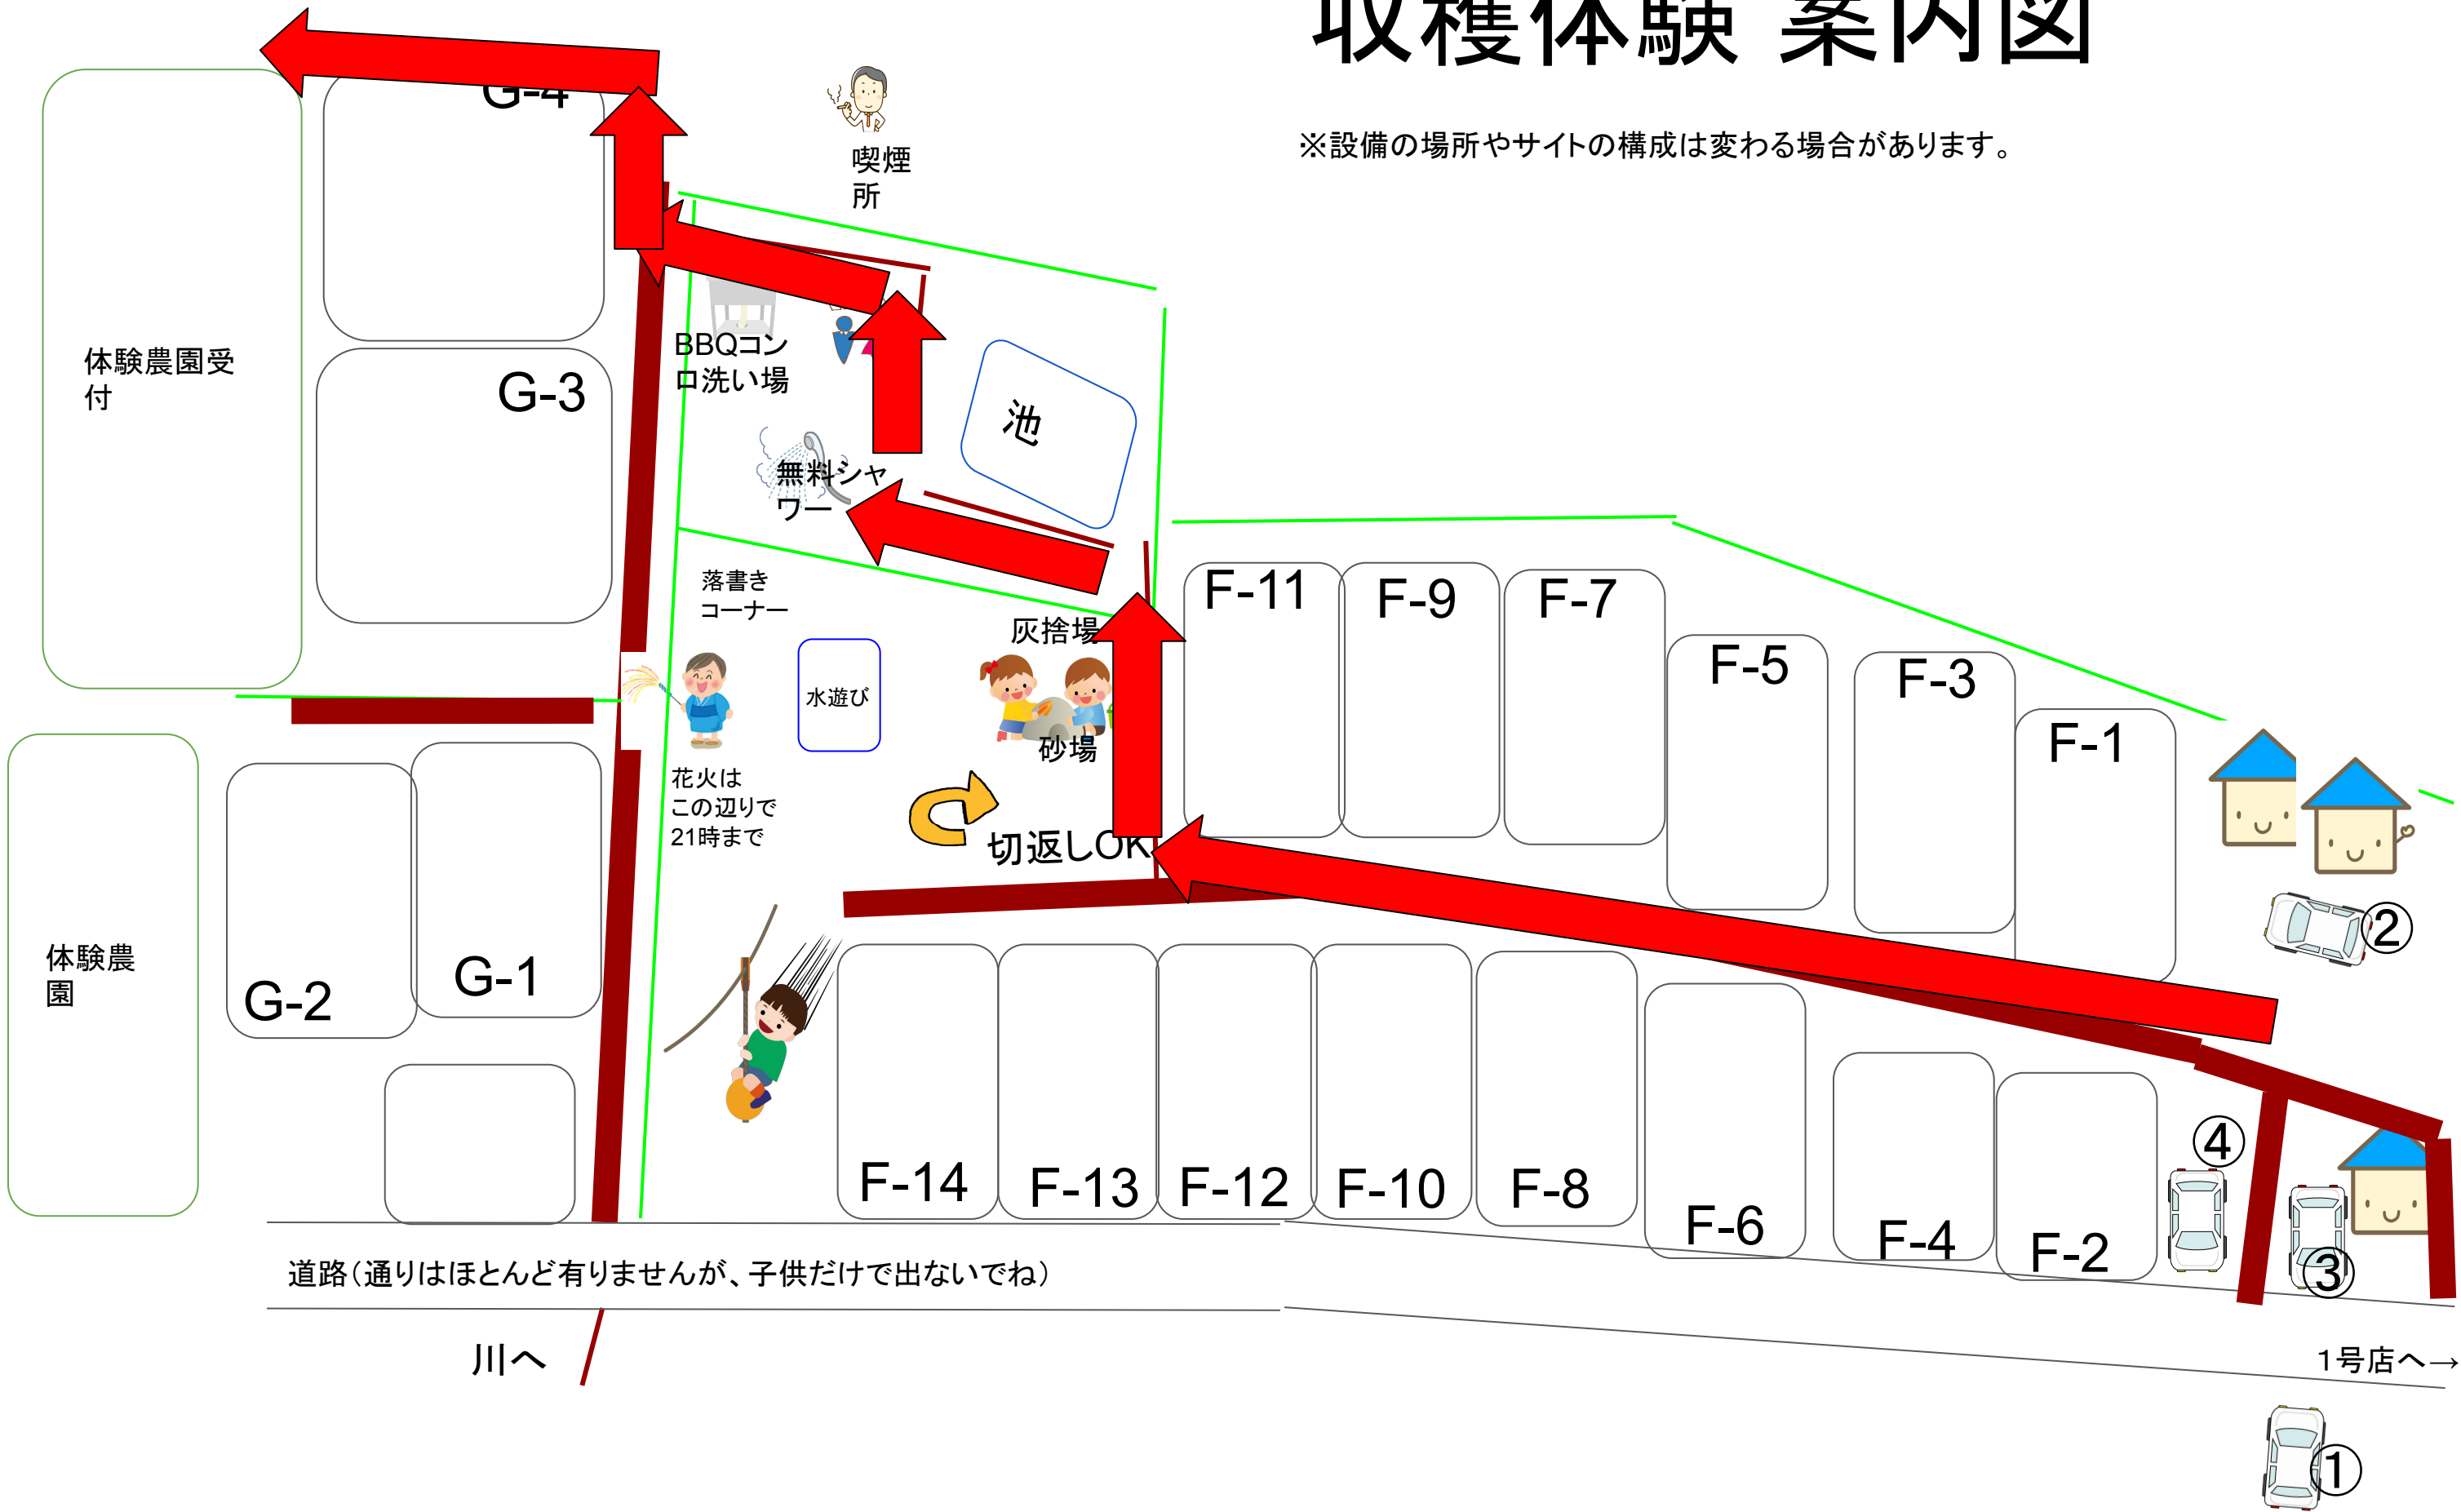 収穫体験 案内図
※設備の場所やサイトの構成は変わる場合があります。
喫煙
所
G-4
体験農園受
付
G-3
BBQコン
ロ洗い場
池
無料シャ
ワー
落書き
コーナー
灰捨場
水遊び
砂場
花火は
この辺りで
21時まで
切返しOK
F-11
F-9
F-7
F-5
F-3
F-1
②
体験農
園
G-2
G-1
F-14
F-13
F-12
F-10
F-8
F-6
F-4
F-2
④
③
道路(通りはほとんど有りませんが、子供だけで出ないでね)
川へ
1号店へ→
①